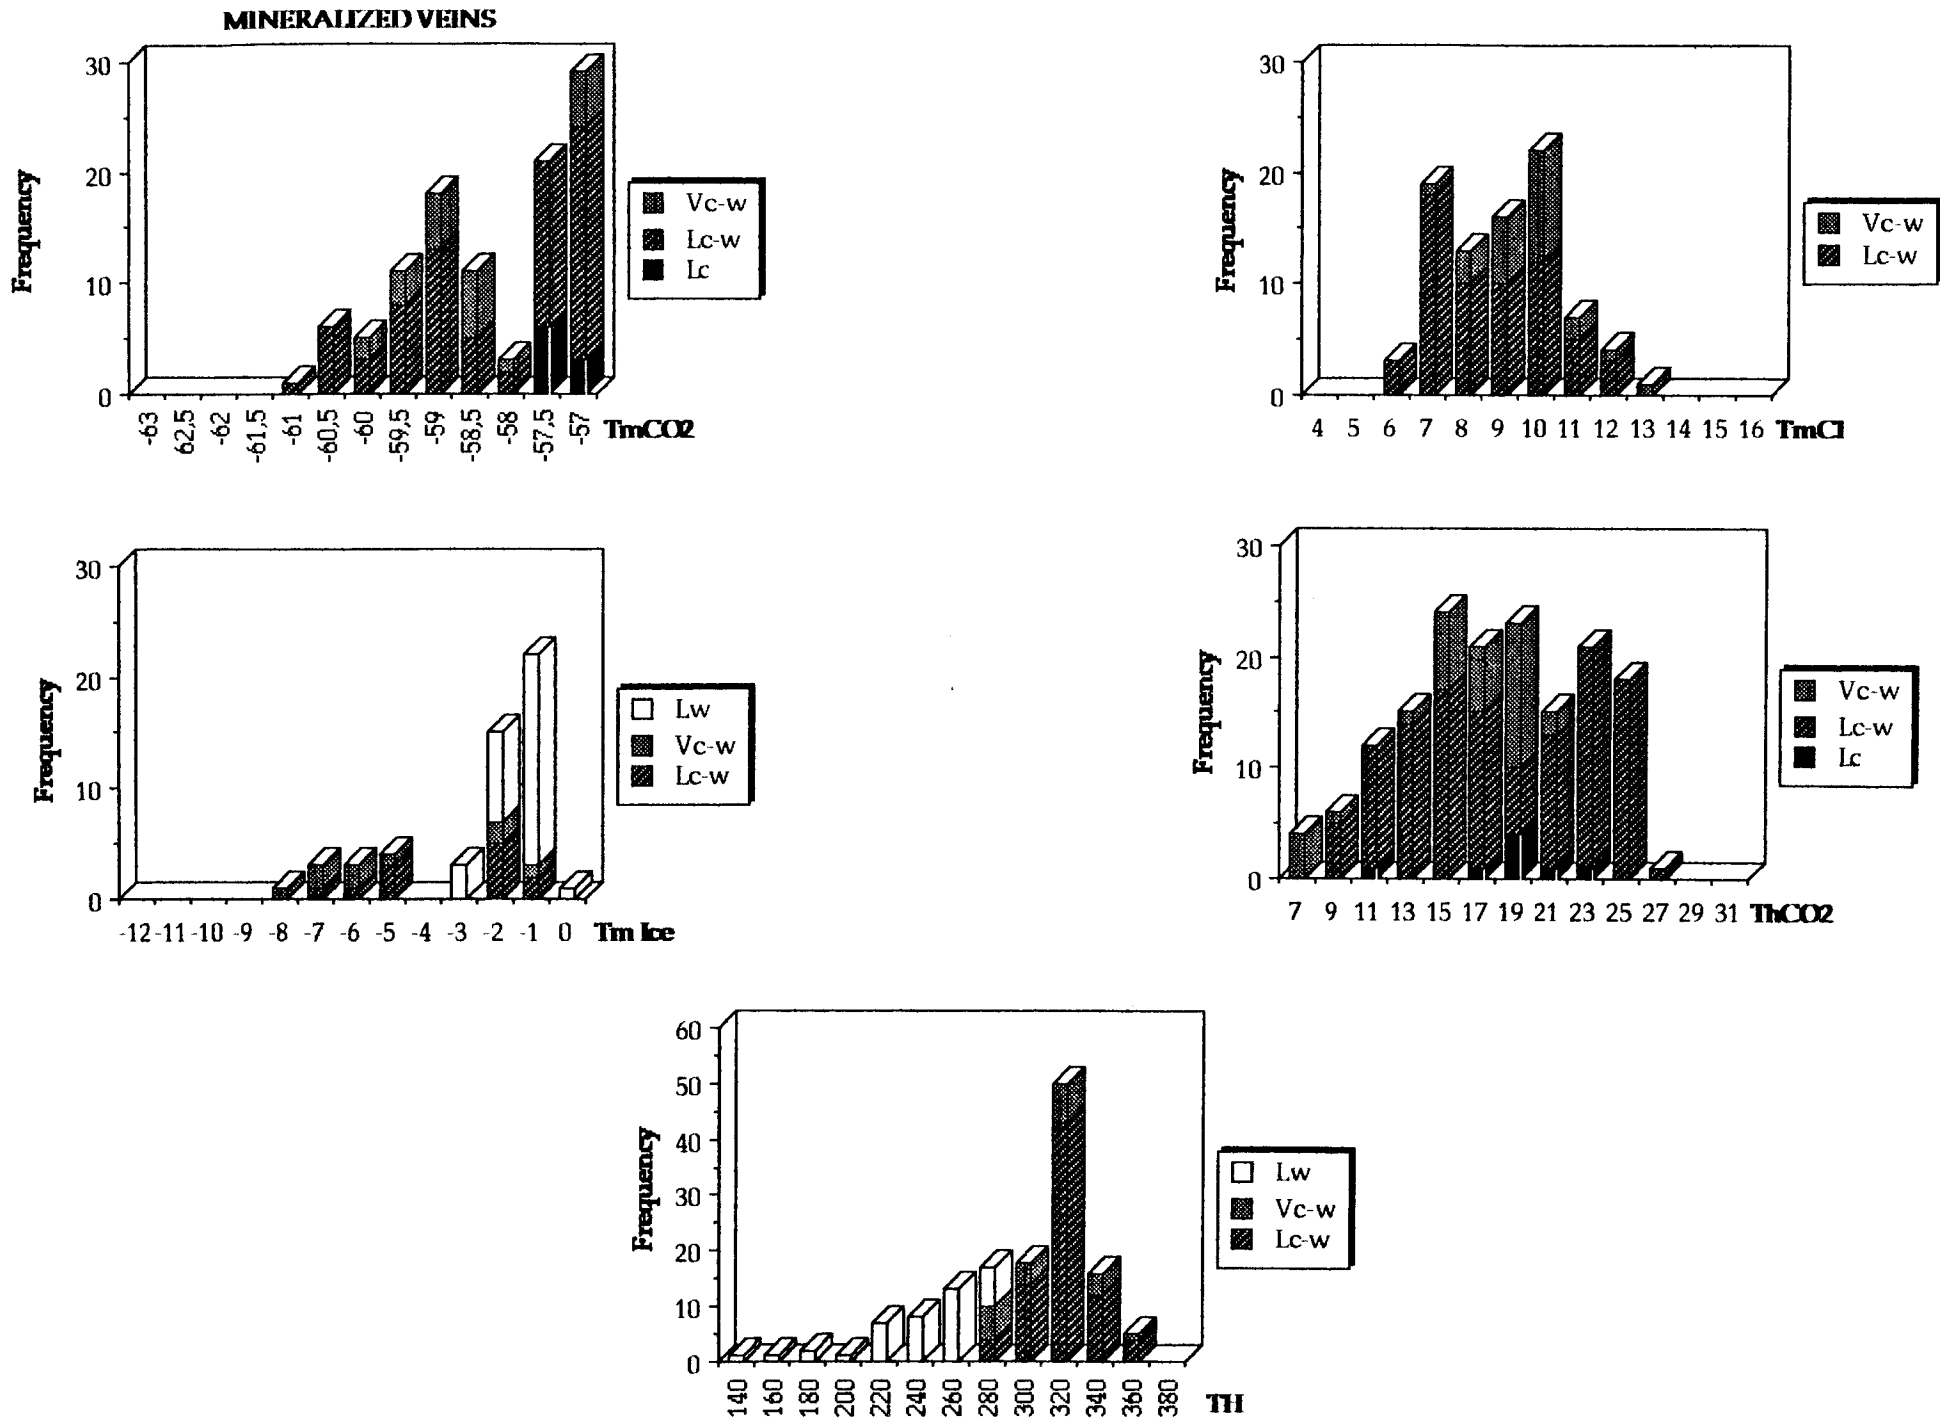 MINERALIZED VEINS
30
20
10
0
Frequency
-63 62,5 -62 -61,5 -61 -60,5 -60 -59,5 -59 -58,5 -58 -57,5 -57 TmCO2
Vc-w
Lc-w
Lc
30
20
10
0
Frequency
4 5 6 7 8 9 10 11 12 13 14 15 16 TmCl
Vc-w
Lc-w
30
20
10
0
Frequency
-12 -11 -10 -9 -8 -7 -6 -5 -4 -3 -2 -1 0 Tm Ice
Lw
Vc-w
Lc-w
30
20
10
0
Frequency
7 9 11 13 15 17 19 21 23 25 27 29 31 ThCO2
Vc-w
Lc-w
Lc
60
50
40
30
20
10
0
Frequency
140 160 180 200 220 240 260 280 300 320 340 360 380 TH
Lw
Vc-w
Lc-w